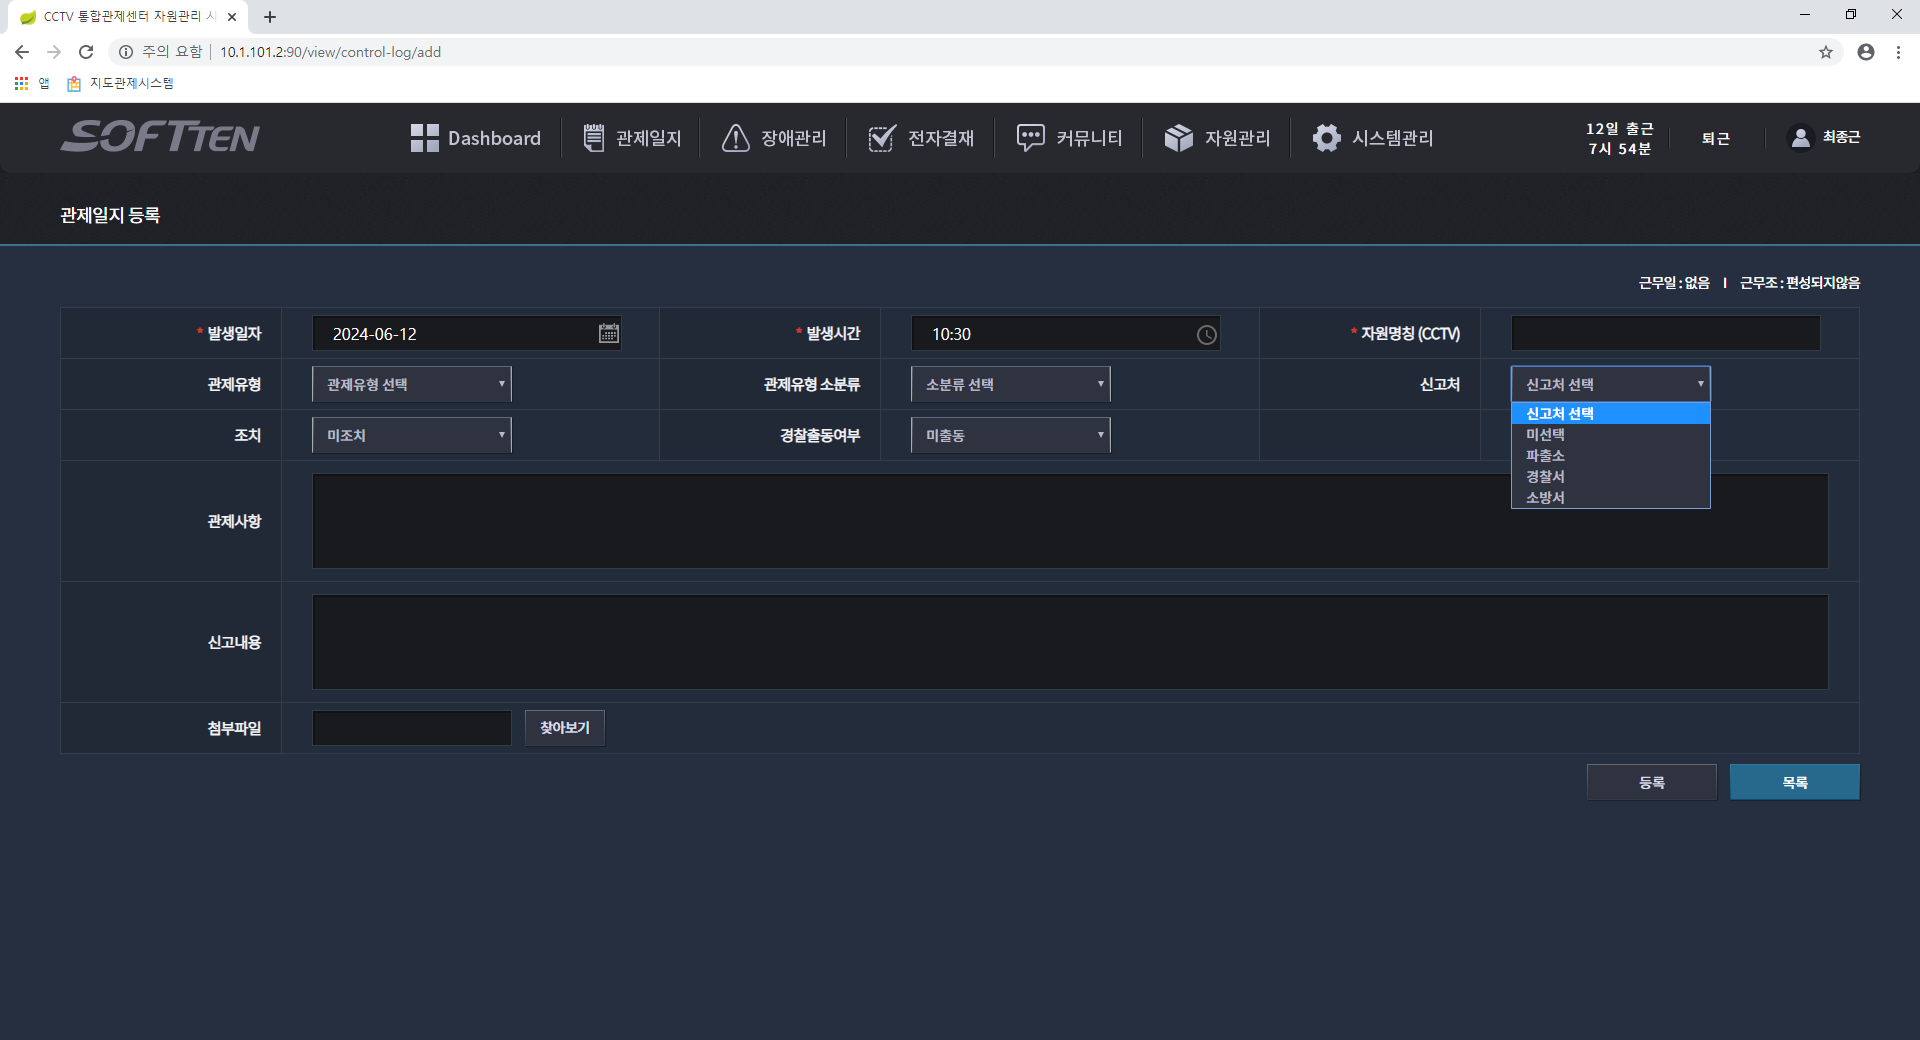 CCTV 통합관제센터 자원관리 시
주의 요함 | 10.1.101.2:90/view/control-log/add
앱 지도관제시스템
SOFTTEN
Dashboard 관제일지 장애관리 전자결재 커뮤니티 자원관리 시스템관리
12일 출근
7시 54분
퇴근
최종근
관제일지 등록
근무일 : 없음 I 근무조 : 편성되지않음
* 발생일자 2024-06-12 * 발생시간 10:30 * 자원명칭 (CCTV)
관제유형 관제유형 선택 관제유형 소분류 소분류 선택 신고처 신고처 선택
신고처 선택
미선택
파출소
경찰서
소방서
조치 미조치 경찰출동여부 미출동
관제사항
신고내용
첨부파일 찾아보기
등록 목록